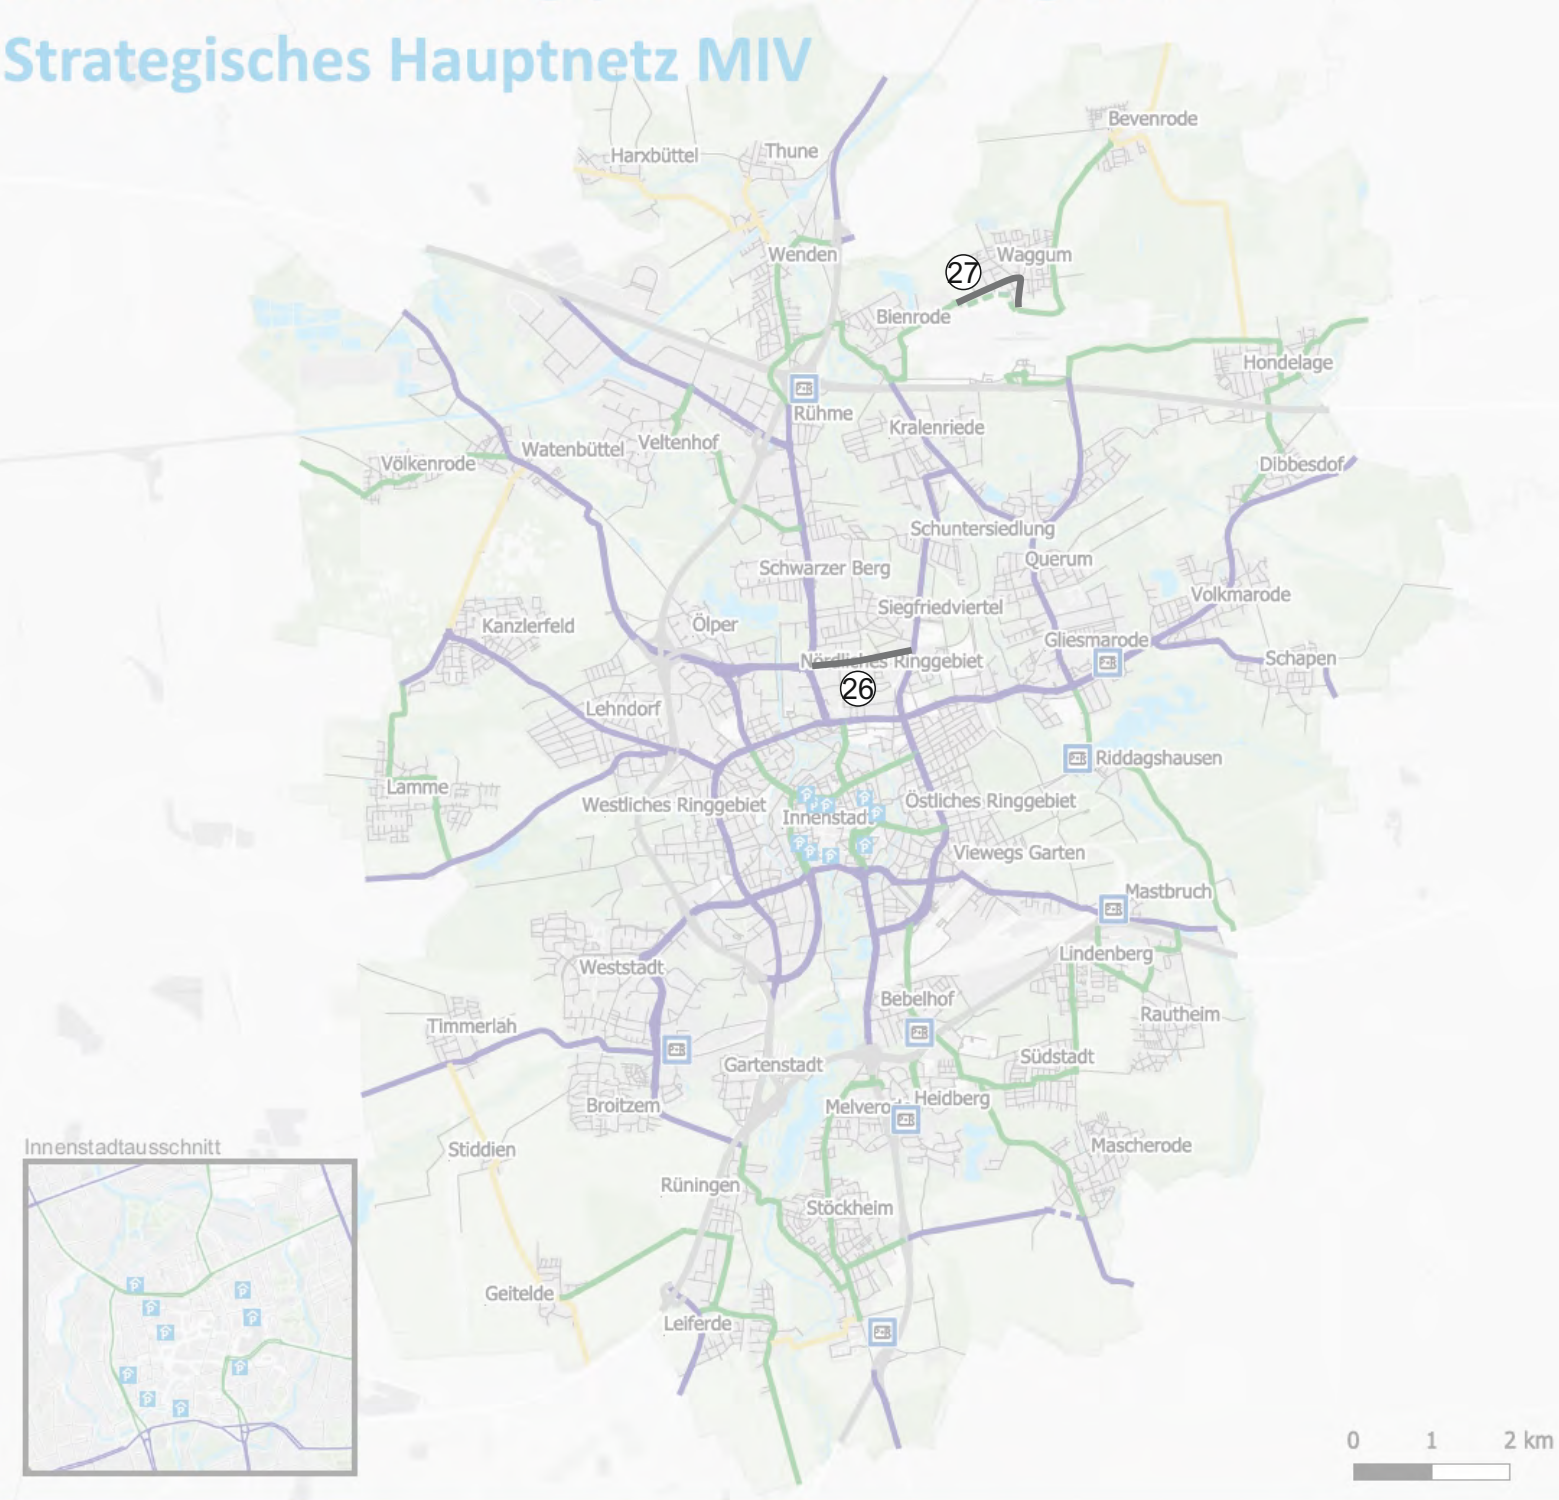 Strategisches Hauptnetz MIV
Bevenrode
Harxbüttel
Thune
Wenden
Waggum
27
Bienrode
Hondelage
Rühme
Kralenriede
Veltenhof
Watenbüttel
Völkenrode
Dibbesdof
Schuntersiedlung
Querum
Schwarzer Berg
Volkmarode
Siegfriedviertel
Ölper
Kanzlerfeld
Gliesmarode
Nördliches Ringgebiet
Schapen
26
Lehndorf
Riddagshausen
Lamme
Westliches Ringgebiet
Östliches Ringgebiet
Innenstadt
Viewegs Garten
Mastbruch
Lindenberg
Weststadt
Bebelhof
Rautheim
Timmerlah
Südstadt
Gartenstadt
Heidberg
Broitzem
Mascherode
Innenstadtausschnitt
Stiddien
Rüningen
Stöckheim
Geitelde
Leiferde
0 1 2 km